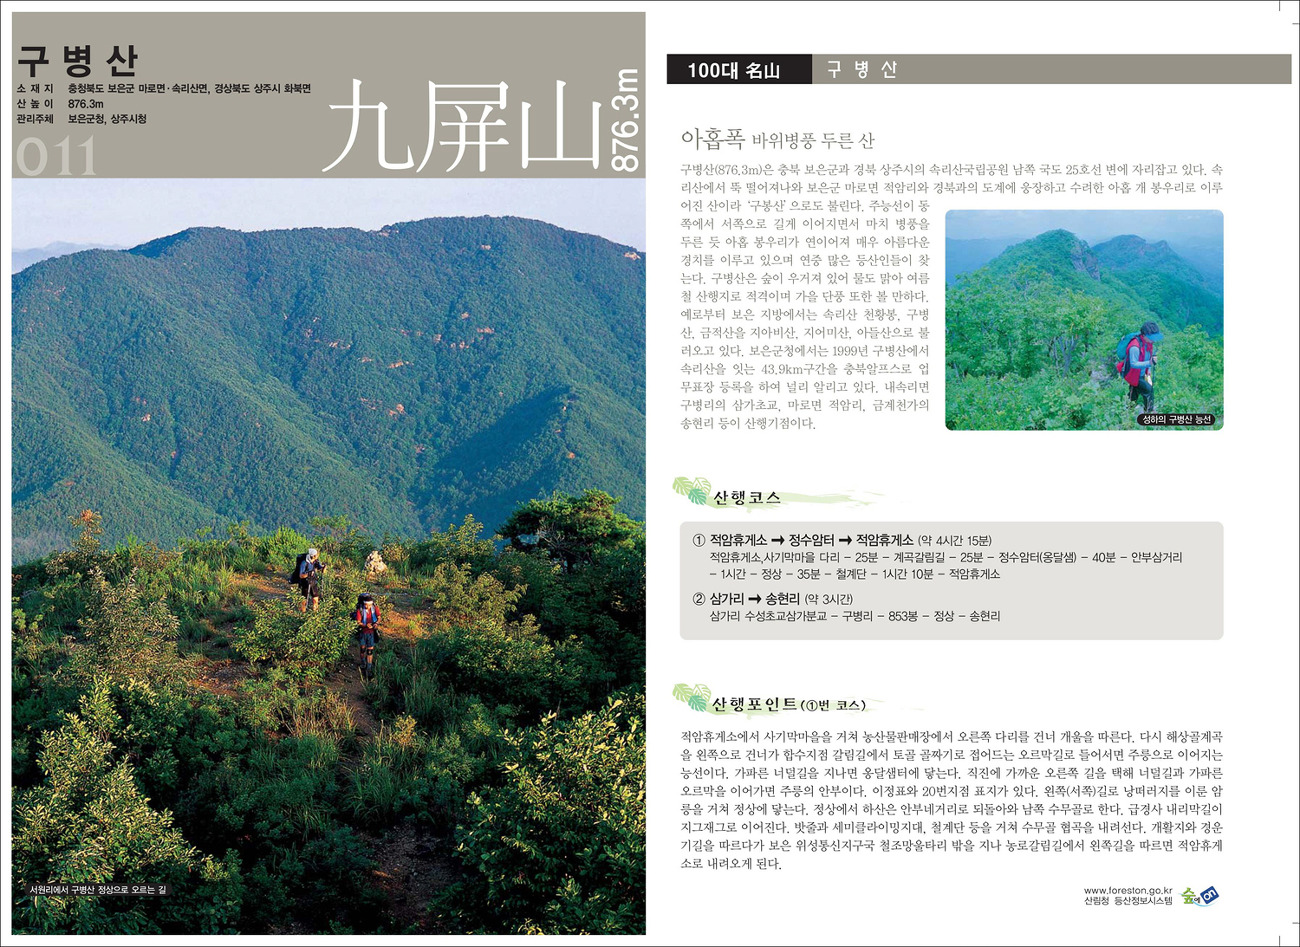 구병산
소 재 지 충청북도 보은군 마로면·속리산면, 경상북도 상주시 화북면
산 높 이 876.3m
관리주체 보은군청, 상주시청
011
九屛山
876.3m
서원리에서 구병산 정상으로 오르는 길
100대 名山 구 병 산
아홉폭 바위병풍 두른 산
구병산(876.3m)은 충북 보은군과 경북 상주시의 속리산국립공원 남쪽 국도 25호선 변에 자리잡고 있다. 속
리산에서 뚝 떨어져나와 보은군 마로면 적암리와 경북과의 도계에 웅장하고 수려한 아홉 개 봉우리로 이루
어진 산이라 '구봉산'으로도 불린다. 주능선이 동
쪽에서 서쪽으로 길게 이어지면서 마치 병풍을
두른 듯 아홉 봉우리가 연이어져 매우 아름다운
경치를 이루고 있으며 연중 많은 등산인들이 찾
는다. 구병산은 숲이 우거져 있어 물도 맑아 여름
철 산행지로 적격이며 가을 단풍 또한 볼 만하다.
예로부터 보은 지방에서는 속리산 천황봉, 구병
산, 금적산을 지아비산, 지어미산, 아들산으로 불
러오고 있다. 보은군청에서는 1999년 구병산에서
속리산을 잇는 43.9km구간을 충북알프스로 업
무표장 등록을 하여 널리 알리고 있다. 내속리면
구병리의 삼가초교, 마로면 적암리, 금계천가의
송현리 등이 산행기점이다.
성하의 구병산 능선
산행코스
① 적암휴게소 ➞ 정수암터 ➞ 적암휴게소 (약 4시간 15분)
적암휴게소,사기막마을 다리 – 25분 – 계곡갈림길 – 25분 – 정수암터(옹달샘) – 40분 – 안부삼거리
– 1시간 – 정상 – 35분 – 철계단 – 1시간 10분 – 적암휴게소
② 삼가리 ➞ 송현리 (약 3시간)
삼가리 수성초교삼가분교 – 구병리 – 853봉 – 정상 – 송현리
산행포인트(①번 코스)
적암휴게소에서 사기막마을을 거쳐 농산물판매장에서 오른쪽 다리를 건너 개울을 따른다. 다시 해상골계곡
을 왼쪽으로 건너가 합수지점 갈림길에서 토골 골짜기로 접어드는 오르막길로 들어서면 주릉으로 이어지는
능선이다. 가파른 너덜길을 지나면 옹달샘터에 닿는다. 직진에 가까운 오른쪽 길을 택해 너덜길과 가파른
오르막을 이어가면 주릉의 안부이다. 이정표와 20번지점 표지가 있다. 왼쪽(서쪽)길로 낭떠러지를 이룬 암
릉을 거쳐 정상에 닿는다. 정상에서 하산은 안부네거리로 되돌아와 남쪽 수무골로 한다. 급경사 내리막길이
지그재그로 이어진다. 밧줄과 세미클라이밍지대, 철계단 등을 거쳐 수무골 협곡을 내려선다. 개활지와 경운
기길을 따르다가 보은 위성통신지구국 철조망울타리 밖을 지나 농로갈림길에서 왼쪽길을 따르면 적암휴게
소로 내려오게 된다.
www.foreston.go.kr
산림청 등산정보시스템
숲에on